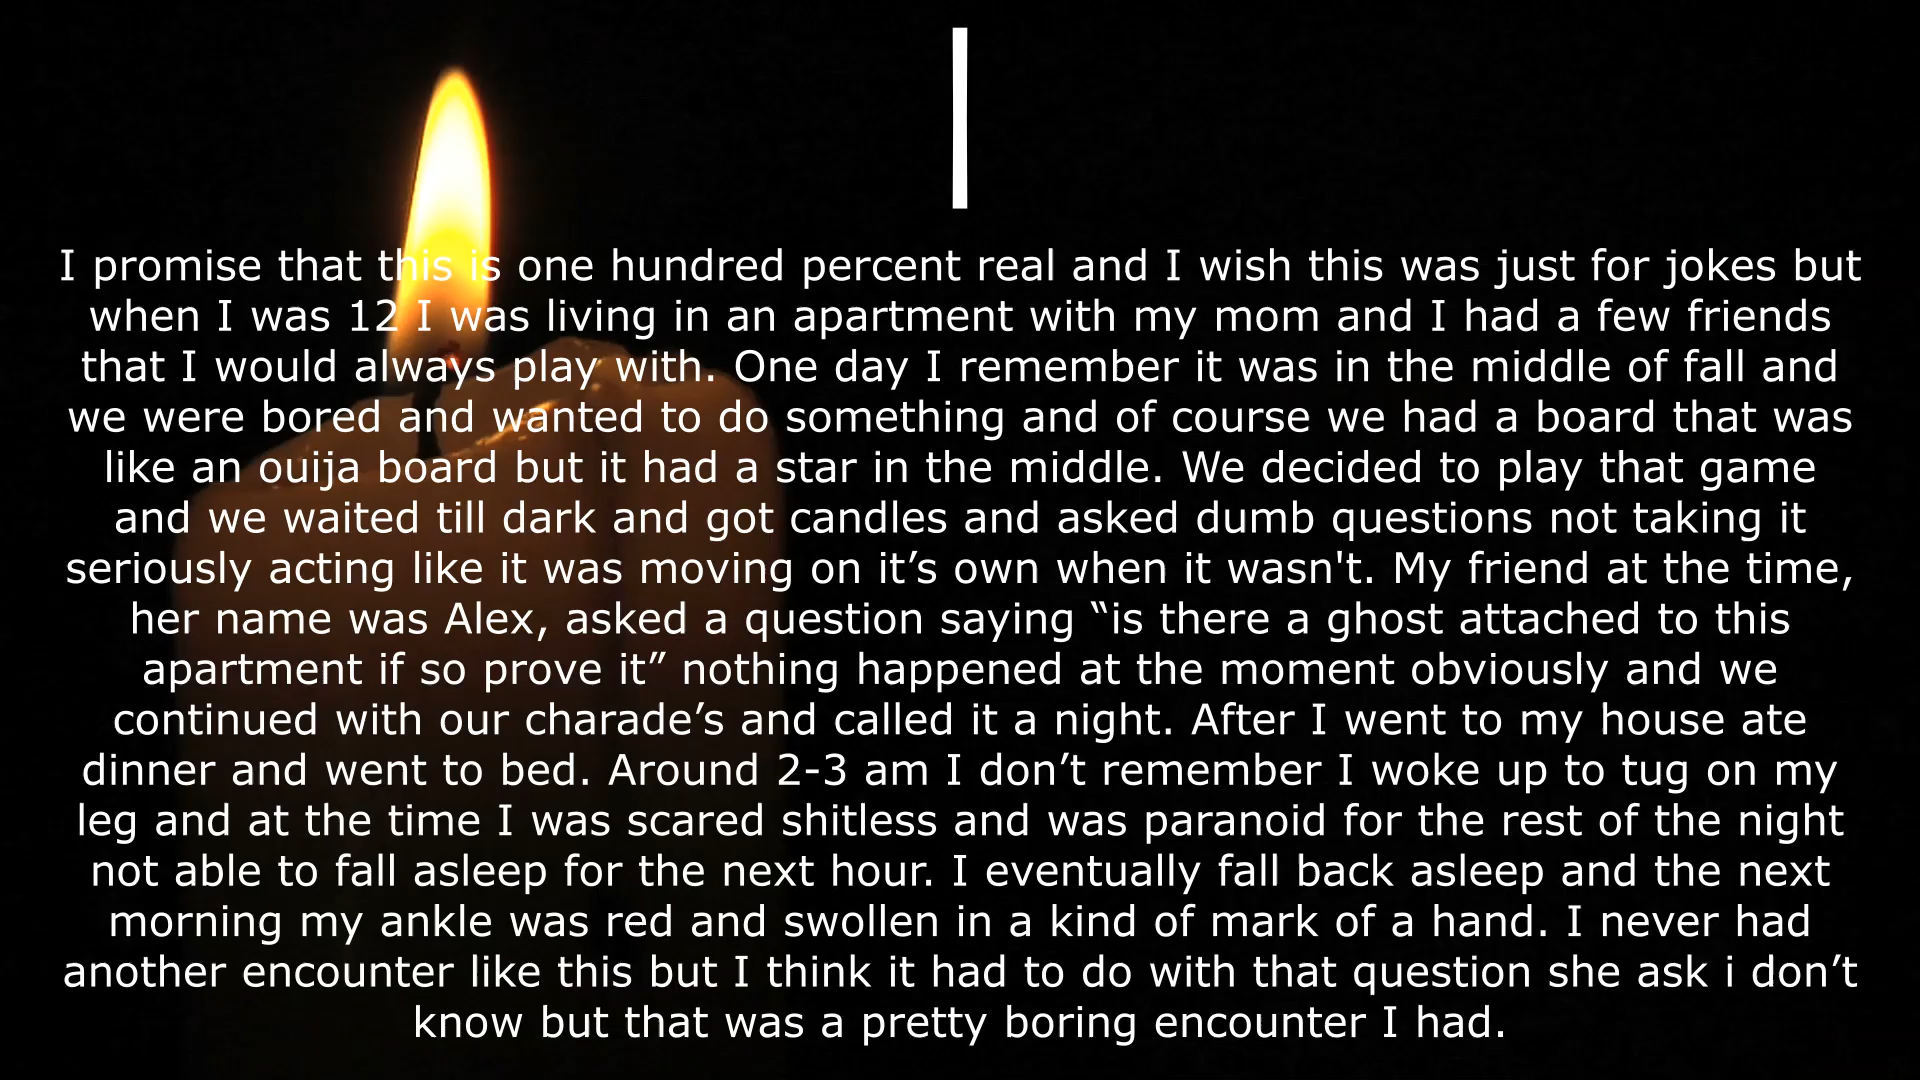 I
I promise that this is one hundred percent real and I wish this was just for jokes but
when I was 12 I was living in an apartment with my mom and I had a few friends
that I would always play with. One day I remember it was in the middle of fall and
we were bored and wanted to do something and of course we had a board that was
like an ouija board but it had a star in the middle. We decided to play that game
and we waited till dark and got candles and asked dumb questions not taking it
seriously acting like it was moving on it’s own when it wasn't. My friend at the time,
her name was Alex, asked a question saying “is there a ghost attached to this
apartment if so prove it” nothing happened at the moment obviously and we
continued with our charade’s and called it a night. After I went to my house ate
dinner and went to bed. Around 2-3 am I don’t remember I woke up to tug on my
leg and at the time I was scared shitless and was paranoid for the rest of the night
not able to fall asleep for the next hour. I eventually fall back asleep and the next
morning my ankle was red and swollen in a kind of mark of a hand. I never had
another encounter like this but I think it had to do with that question she ask i don’t
know but that was a pretty boring encounter I had.